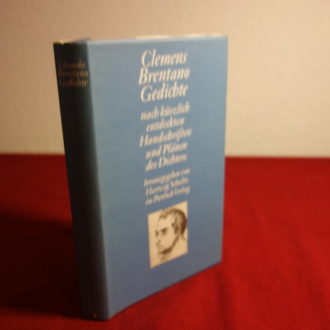 Clemens
Brentano
Gedichte
nach kürzlich
entdeckten
Handschriften
und Plänen
des Dichters
herausgegeben von
Hartwig Schultz
im Pattloch Verlag
Clemens
Brentano
Gedichte